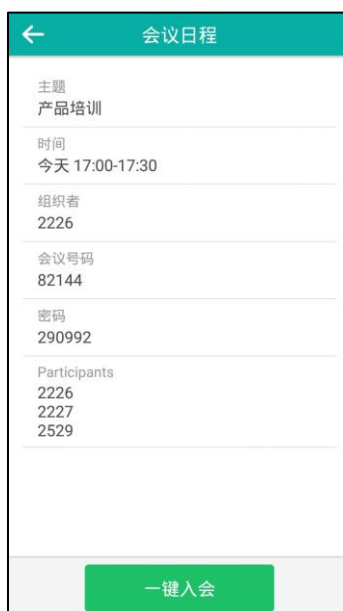 会议日程
主题
产品培训
时间
今天 17:00-17:30
组织者
2226
会议号码
82144
密码
290992
Participants
2226
2227
2529
一键入会